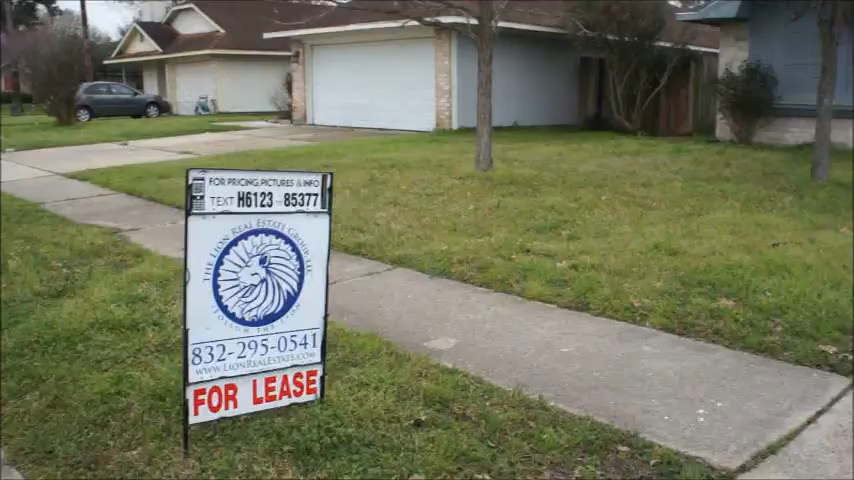 FOR PRICING, PICTURES & INFO
TEXT H6123 TO 85377
THE LION REAL ESTATE GROUP, LLC
FOLLOW THE LION
832-295-0541
WWW.LIONREALESTATE.COM
FOR LEASE